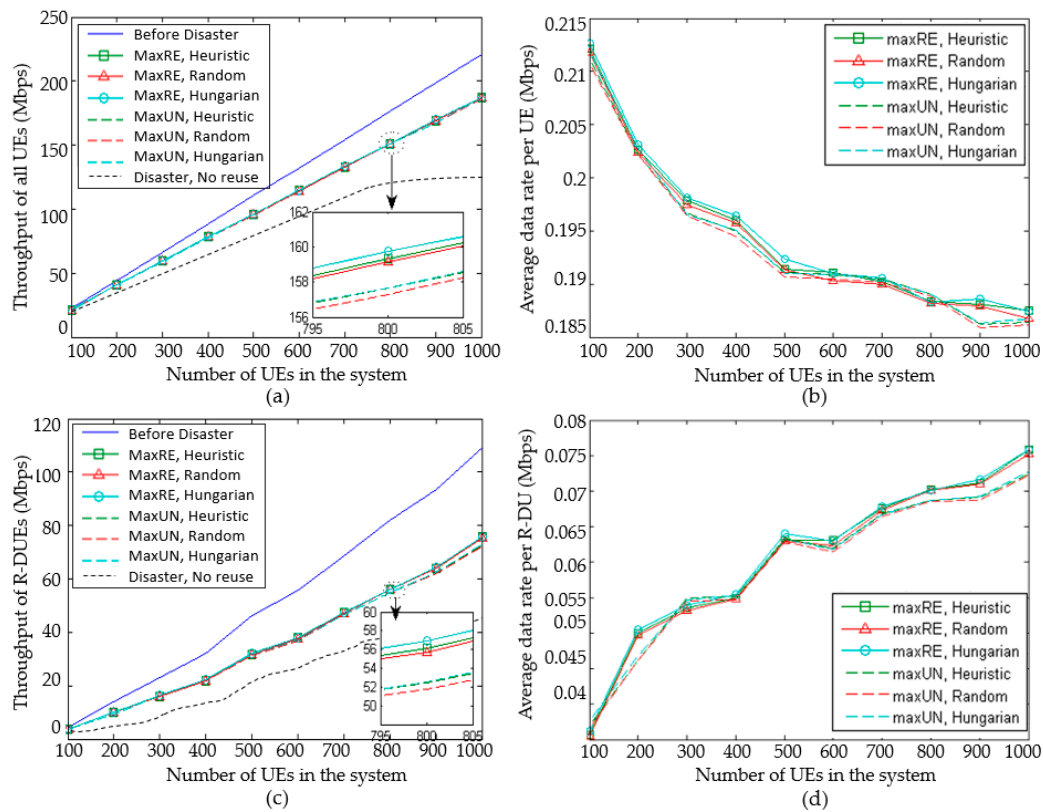 250
200
150
100
50
0
Throughput of all UEs (Mbps)
Before Disaster
MaxRE, Heuristic
MaxRE, Random
MaxRE, Hungarian
MaxUN, Heuristic
MaxUN, Random
MaxUN, Hungarian
Disaster, No reuse
162
160
158
156
795 800 805
100 200 300 400 500 600 700 800 900 1000
Number of UEs in the system
(a)
0.215
0.21
0.205
0.2
0.195
0.19
0.185
Average data rate per UE (Mbps)
maxRE, Heuristic
maxRE, Random
maxRE, Hungarian
maxUN, Heuristic
maxUN, Random
maxUN, Hungarian
100 200 300 400 500 600 700 800 900 1000
Number of UEs in the system
(b)
120
100
80
60
40
20
0
Throughput of R-DUEs (Mbps)
Before Disaster
MaxRE, Heuristic
MaxRE, Random
MaxRE, Hungarian
MaxUN, Heuristic
MaxUN, Random
MaxUN, Hungarian
Disaster, No reuse
60
58
56
54
52
50
795 800 805
100 200 300 400 500 600 700 800 900 1000
Number of UEs in the system
(c)
0.08
0.075
0.07
0.065
0.06
0.055
0.05
0.045
0.04
Average data rate per R-DU (Mbps)
maxRE, Heuristic
maxRE, Random
maxRE, Hungarian
maxUN, Heuristic
maxUN, Random
maxUN, Hungarian
100 200 300 400 500 600 700 800 900 1000
Number of UEs in the system
(d)